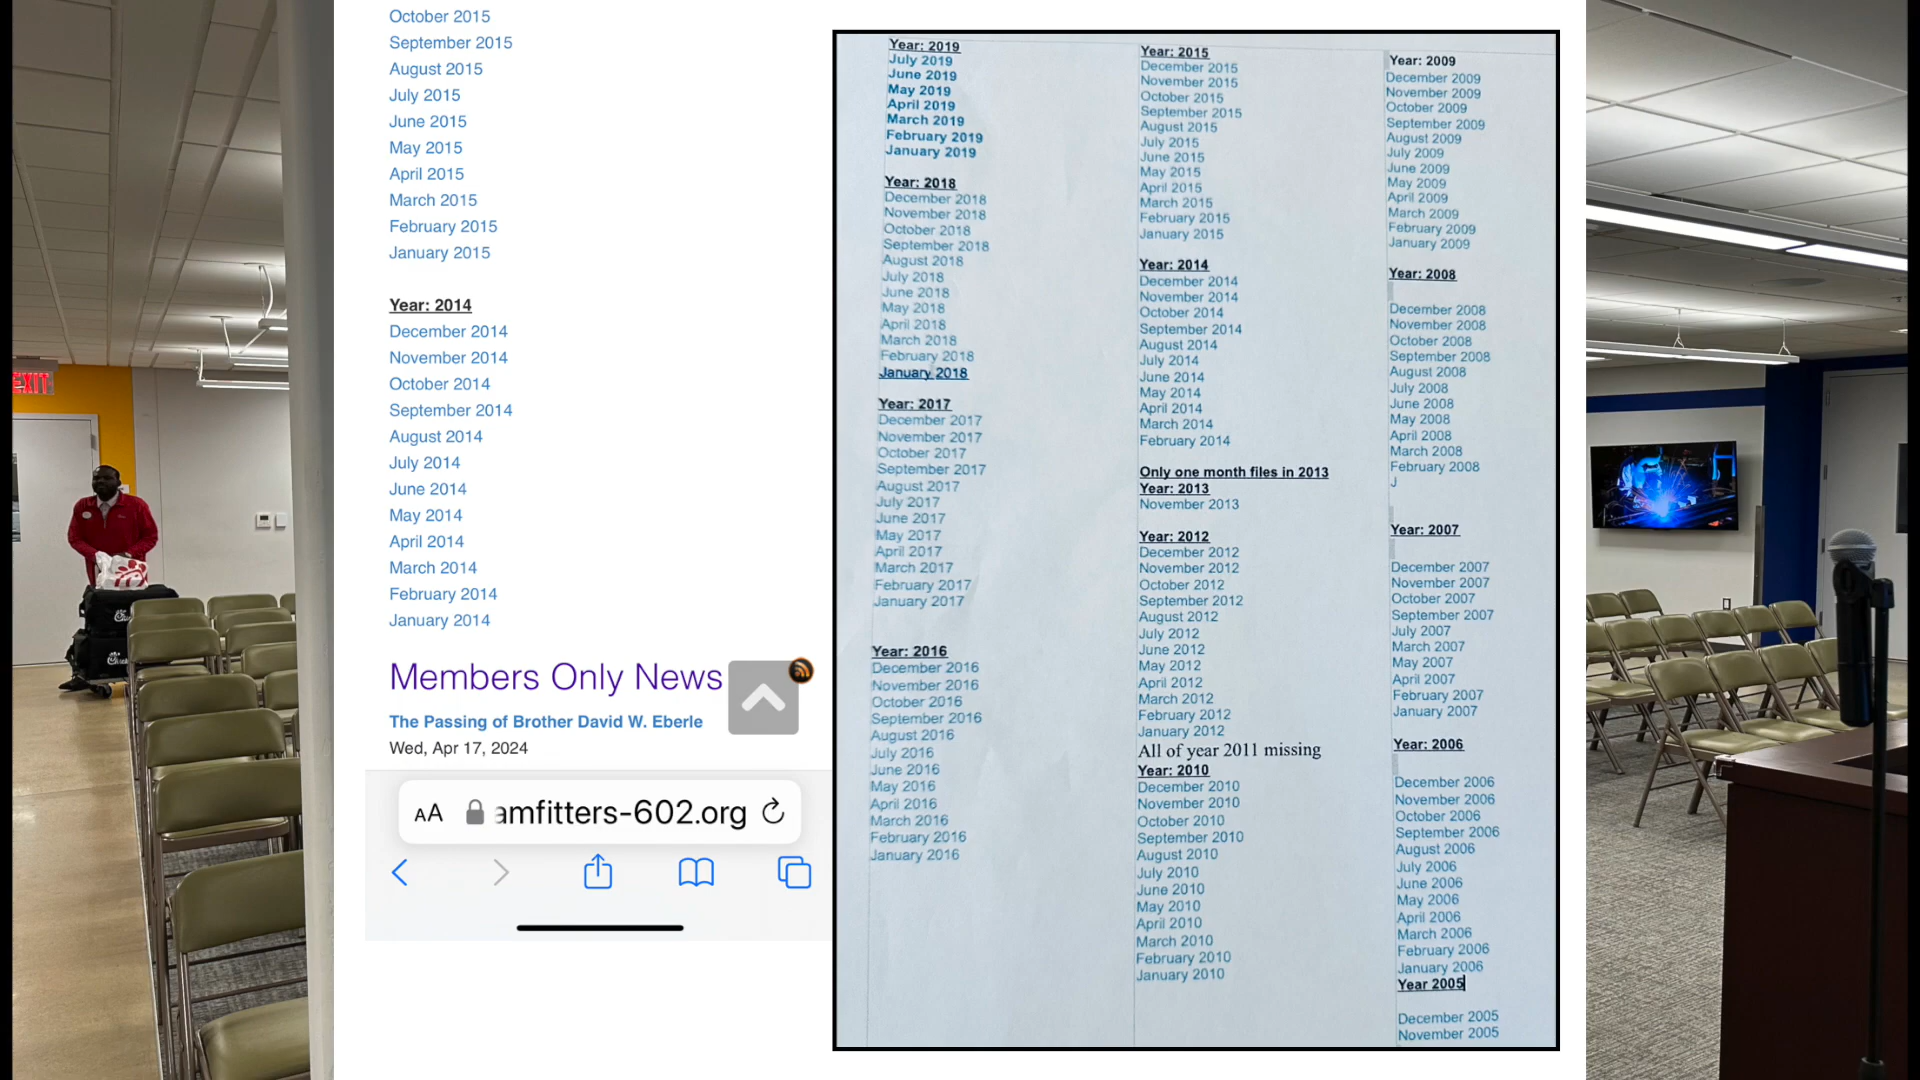 EXIT
October 2015
September 2015
August 2015
July 2015
June 2015
May 2015
April 2015
March 2015
February 2015
January 2015
Year: 2014
December 2014
November 2014
October 2014
September 2014
August 2014
July 2014
June 2014
May 2014
April 2014
March 2014
February 2014
January 2014
Members Only News
The Passing of Brother David W. Eberle
Wed, Apr 17, 2024
AA
amfitters-602.org
Year: 2019
July 2019
June 2019
May 2019
April 2019
March 2019
February 2019
January 2019
Year: 2018
December 2018
November 2018
October 2018
September 2018
August 2018
July 2018
June 2018
May 2018
April 2018
March 2018
February 2018
January 2018
Year: 2017
December 2017
November 2017
October 2017
September 2017
August 2017
July 2017
June 2017
May 2017
April 2017
March 2017
February 2017
January 2017
Year: 2016
December 2016
November 2016
October 2016
September 2016
August 2016
July 2016
June 2016
May 2016
April 2016
March 2016
February 2016
January 2016
Year: 2015
December 2015
November 2015
October 2015
September 2015
August 2015
July 2015
June 2015
May 2015
April 2015
March 2015
February 2015
January 2015
Year: 2014
December 2014
November 2014
October 2014
September 2014
August 2014
July 2014
June 2014
May 2014
April 2014
March 2014
February 2014
Only one month files in 2013
Year: 2013
November 2013
Year: 2012
December 2012
November 2012
October 2012
September 2012
August 2012
July 2012
June 2012
May 2012
April 2012
March 2012
February 2012
January 2012
All of year 2011 missing
Year: 2010
December 2010
November 2010
October 2010
September 2010
August 2010
July 2010
June 2010
May 2010
April 2010
March 2010
February 2010
January 2010
Year: 2009
December 2009
November 2009
October 2009
September 2009
August 2009
July 2009
June 2009
May 2009
April 2009
March 2009
February 2009
January 2009
Year: 2008
December 2008
November 2008
October 2008
September 2008
August 2008
July 2008
June 2008
May 2008
April 2008
March 2008
February 2008
J
Year: 2007
December 2007
November 2007
October 2007
September 2007
July 2007
March 2007
May 2007
April 2007
February 2007
January 2007
Year: 2006
December 2006
November 2006
October 2006
September 2006
August 2006
July 2006
June 2006
May 2006
April 2006
March 2006
February 2006
January 2006
Year 2005
December 2005
November 2005